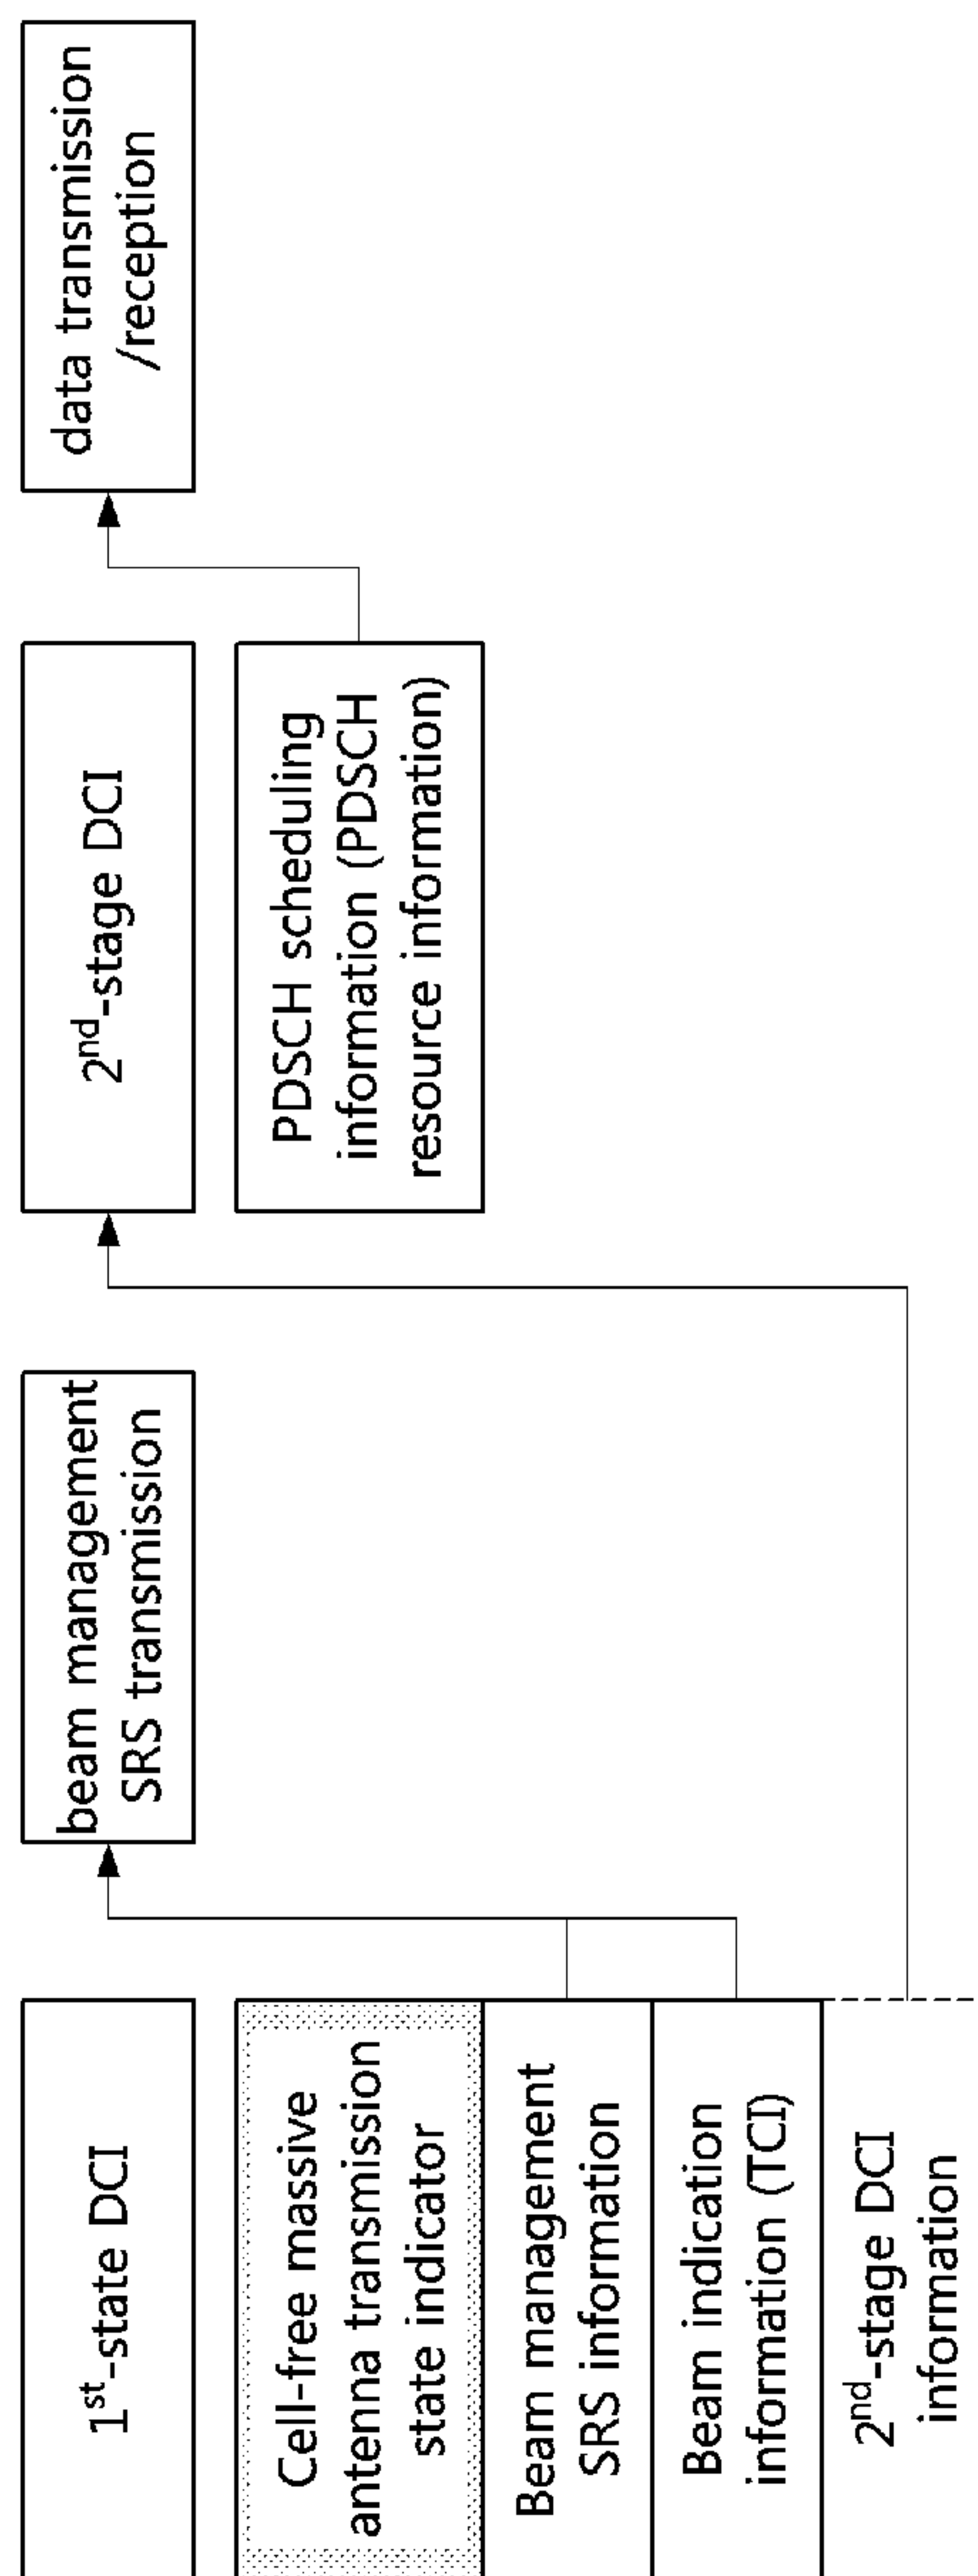 1st-state DCI
Cell-free massive
antenna transmission
state indicator
Beam management
SRS information
Beam indication
information (TCI)
2nd-stage DCI
information
beam management
SRS transmission
2nd-stage DCI
PDSCH scheduling
information (PDSCH
resource information)
data transmission
/reception